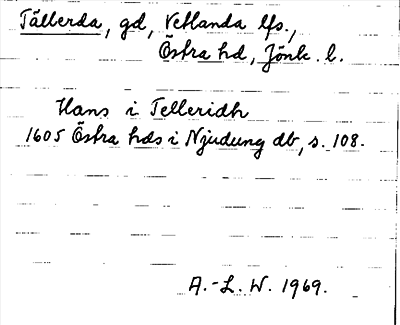 Tällerda, gd, Vetlanda lfs.,
Östra hd, Jönk. l.
Hans i Telleridh
1605 Östra hds i Njudung db, s. 108.
A.-L. W. 1969.